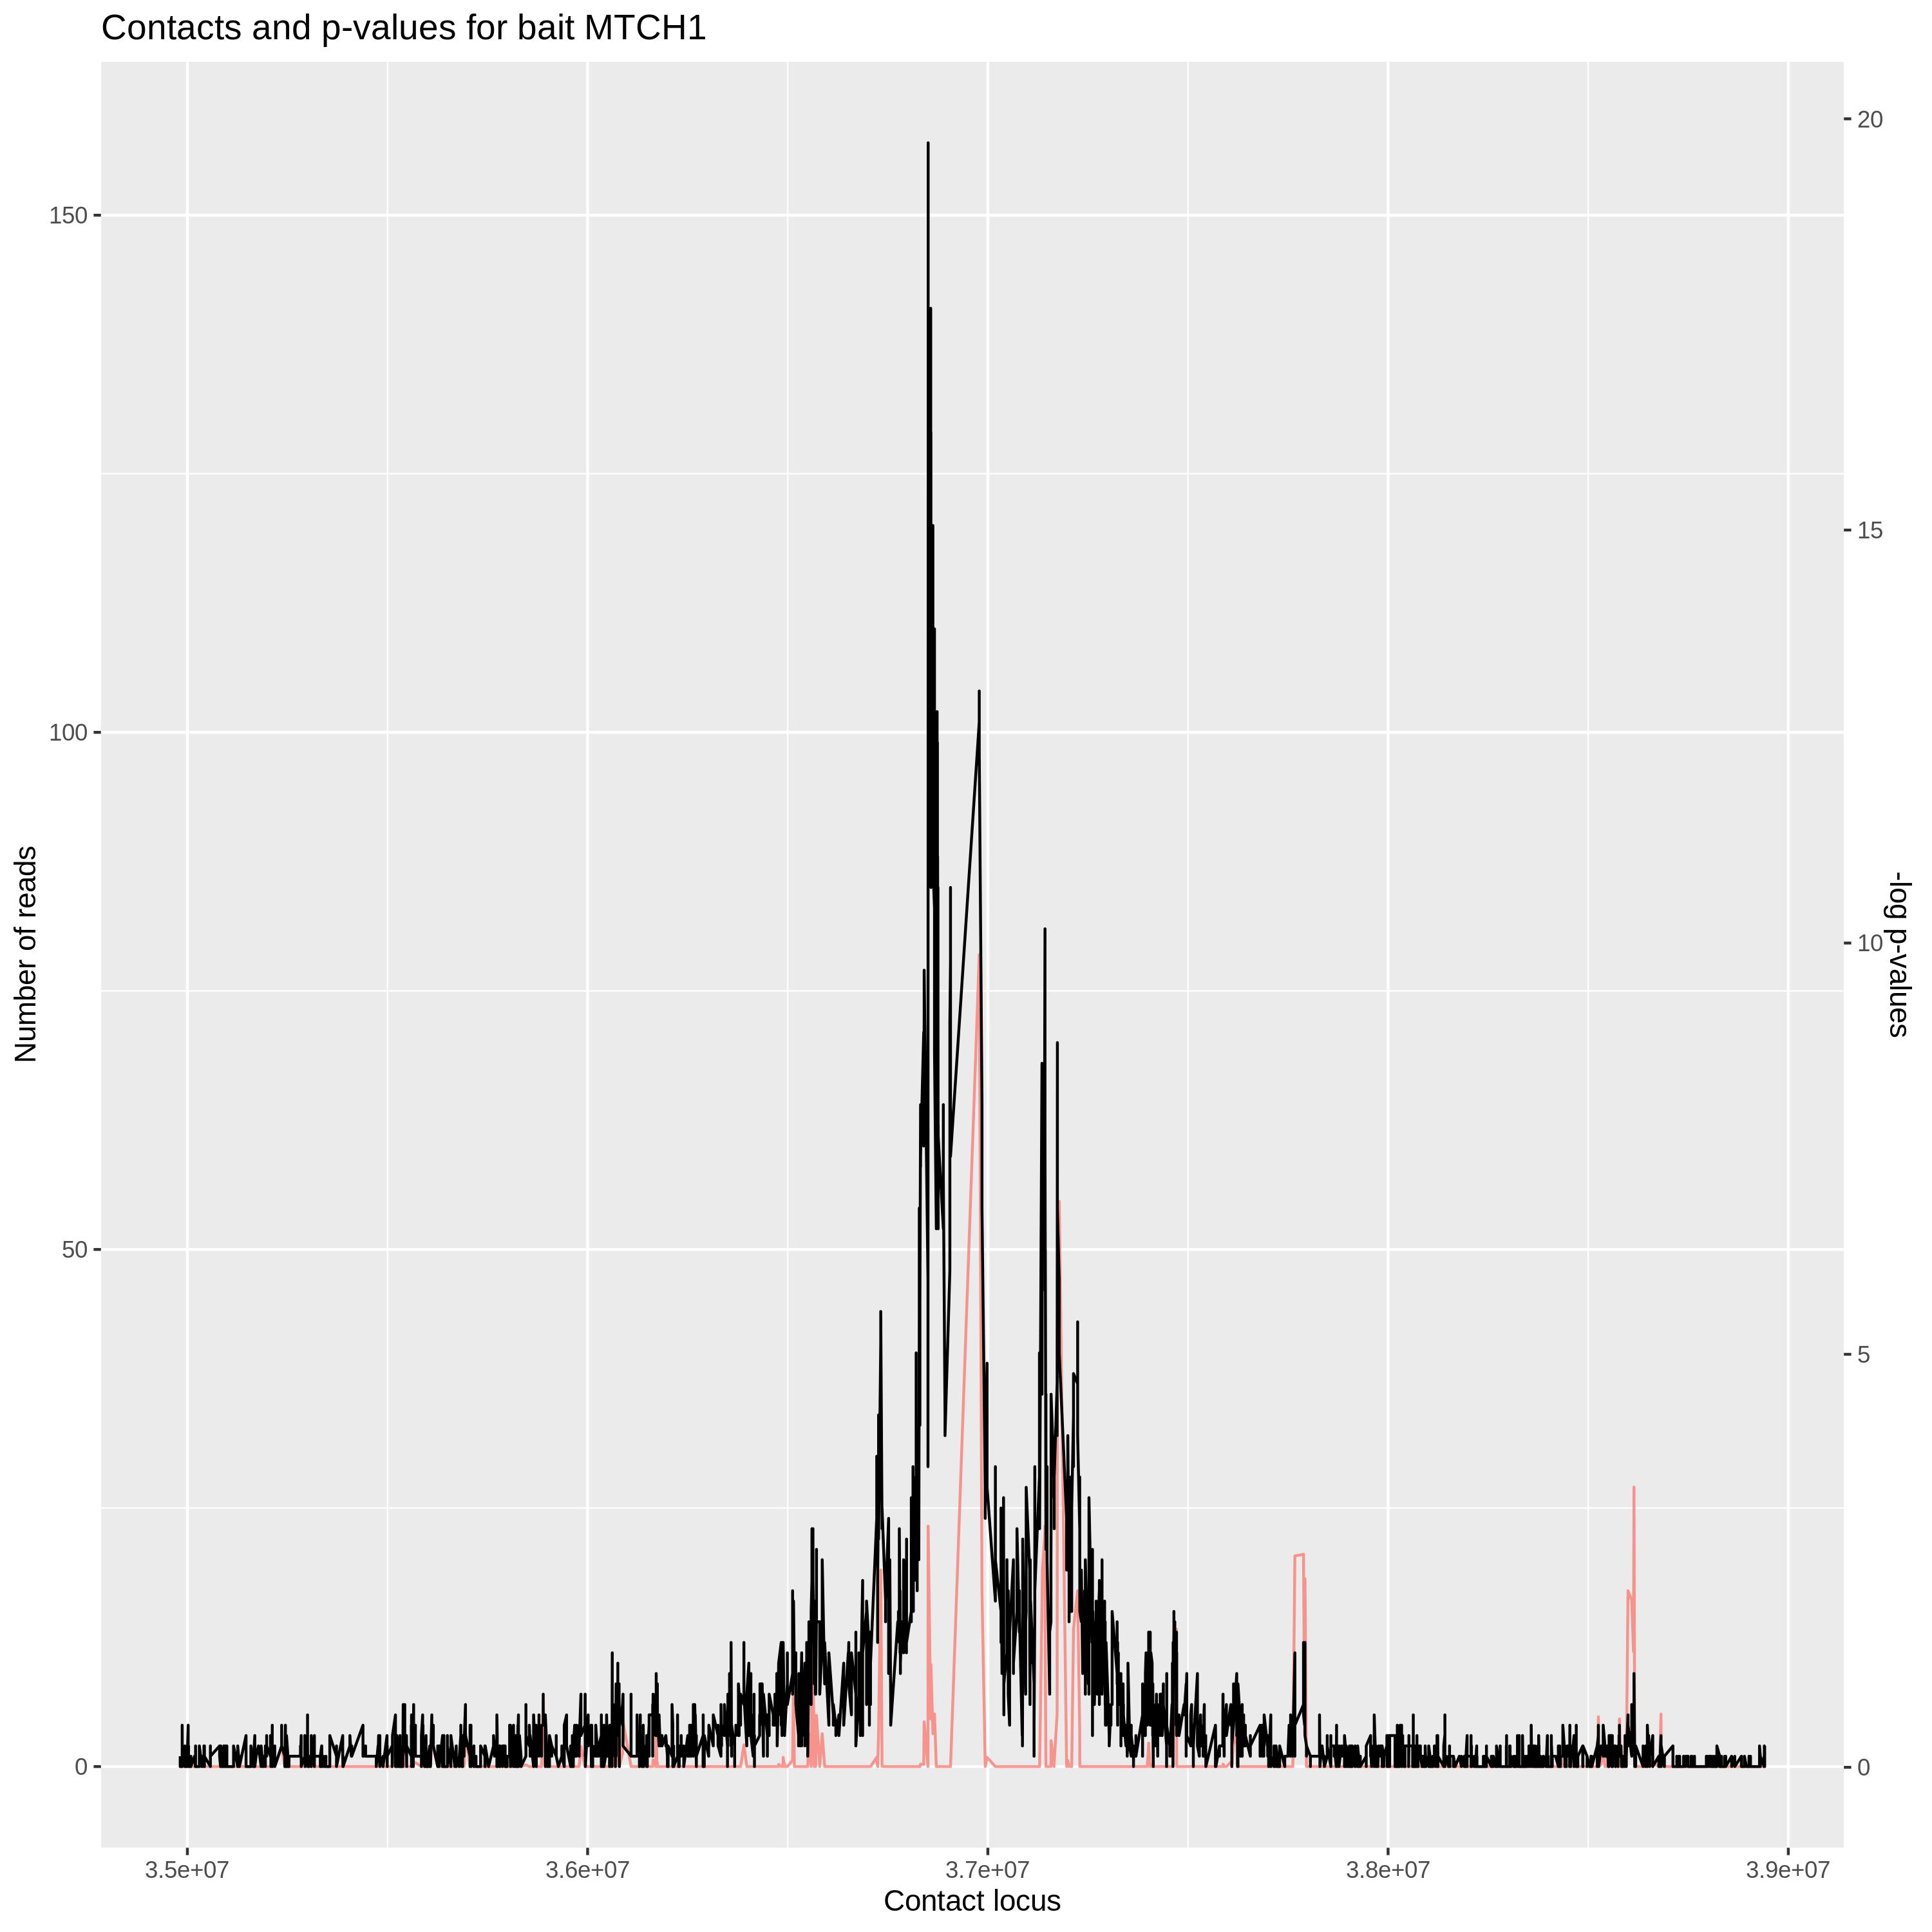 Contacts and p-values for bait MTCH1
150
100
50
0
Number of reads
20
15
10
5
0
-log p-values
3.5e+07
3.6e+07
3.7e+07
3.8e+07
3.9e+07
Contact locus